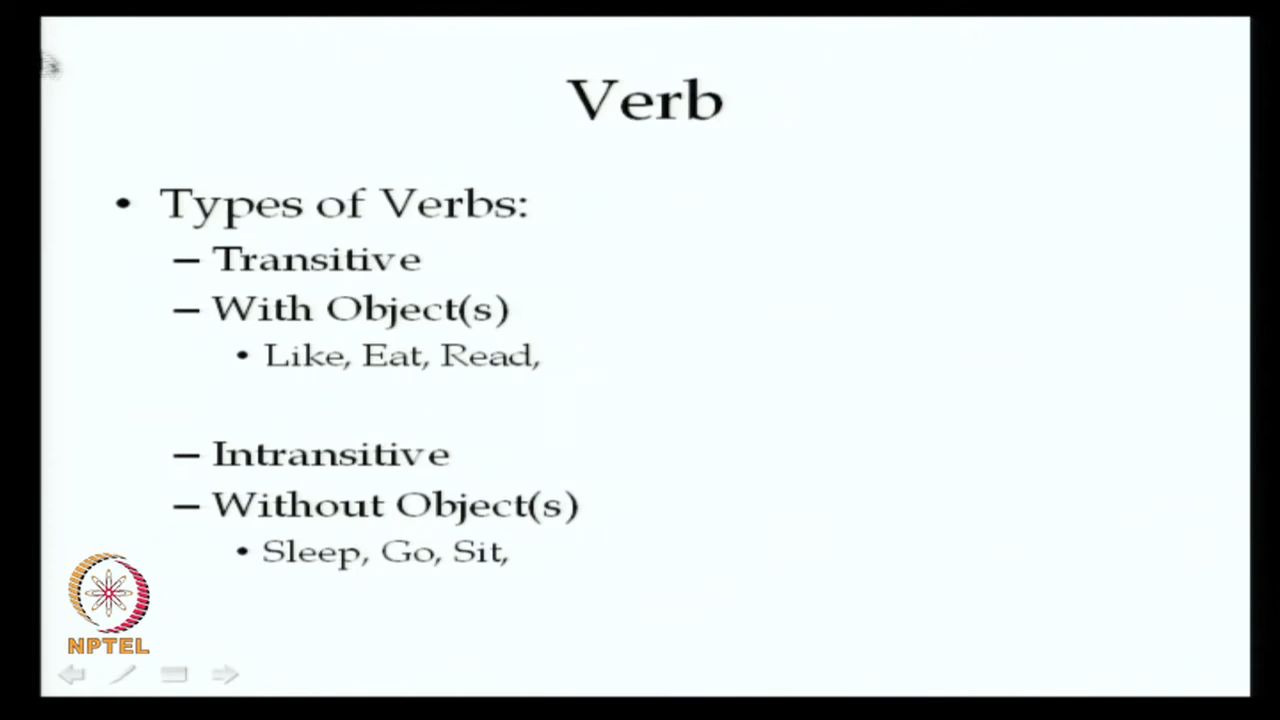 Verb
• Types of Verbs:
– Transitive
– With Object(s)
• Like, Eat, Read,
– Intransitive
– Without Object(s)
• Sleep, Go, Sit,
NPTEL